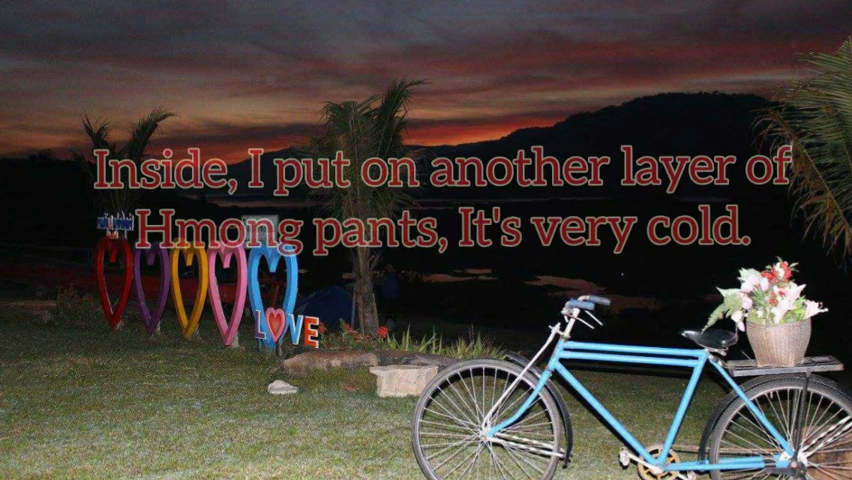 Inside, I put on another layer of
Hmong pants, It's very cold.
LOVE